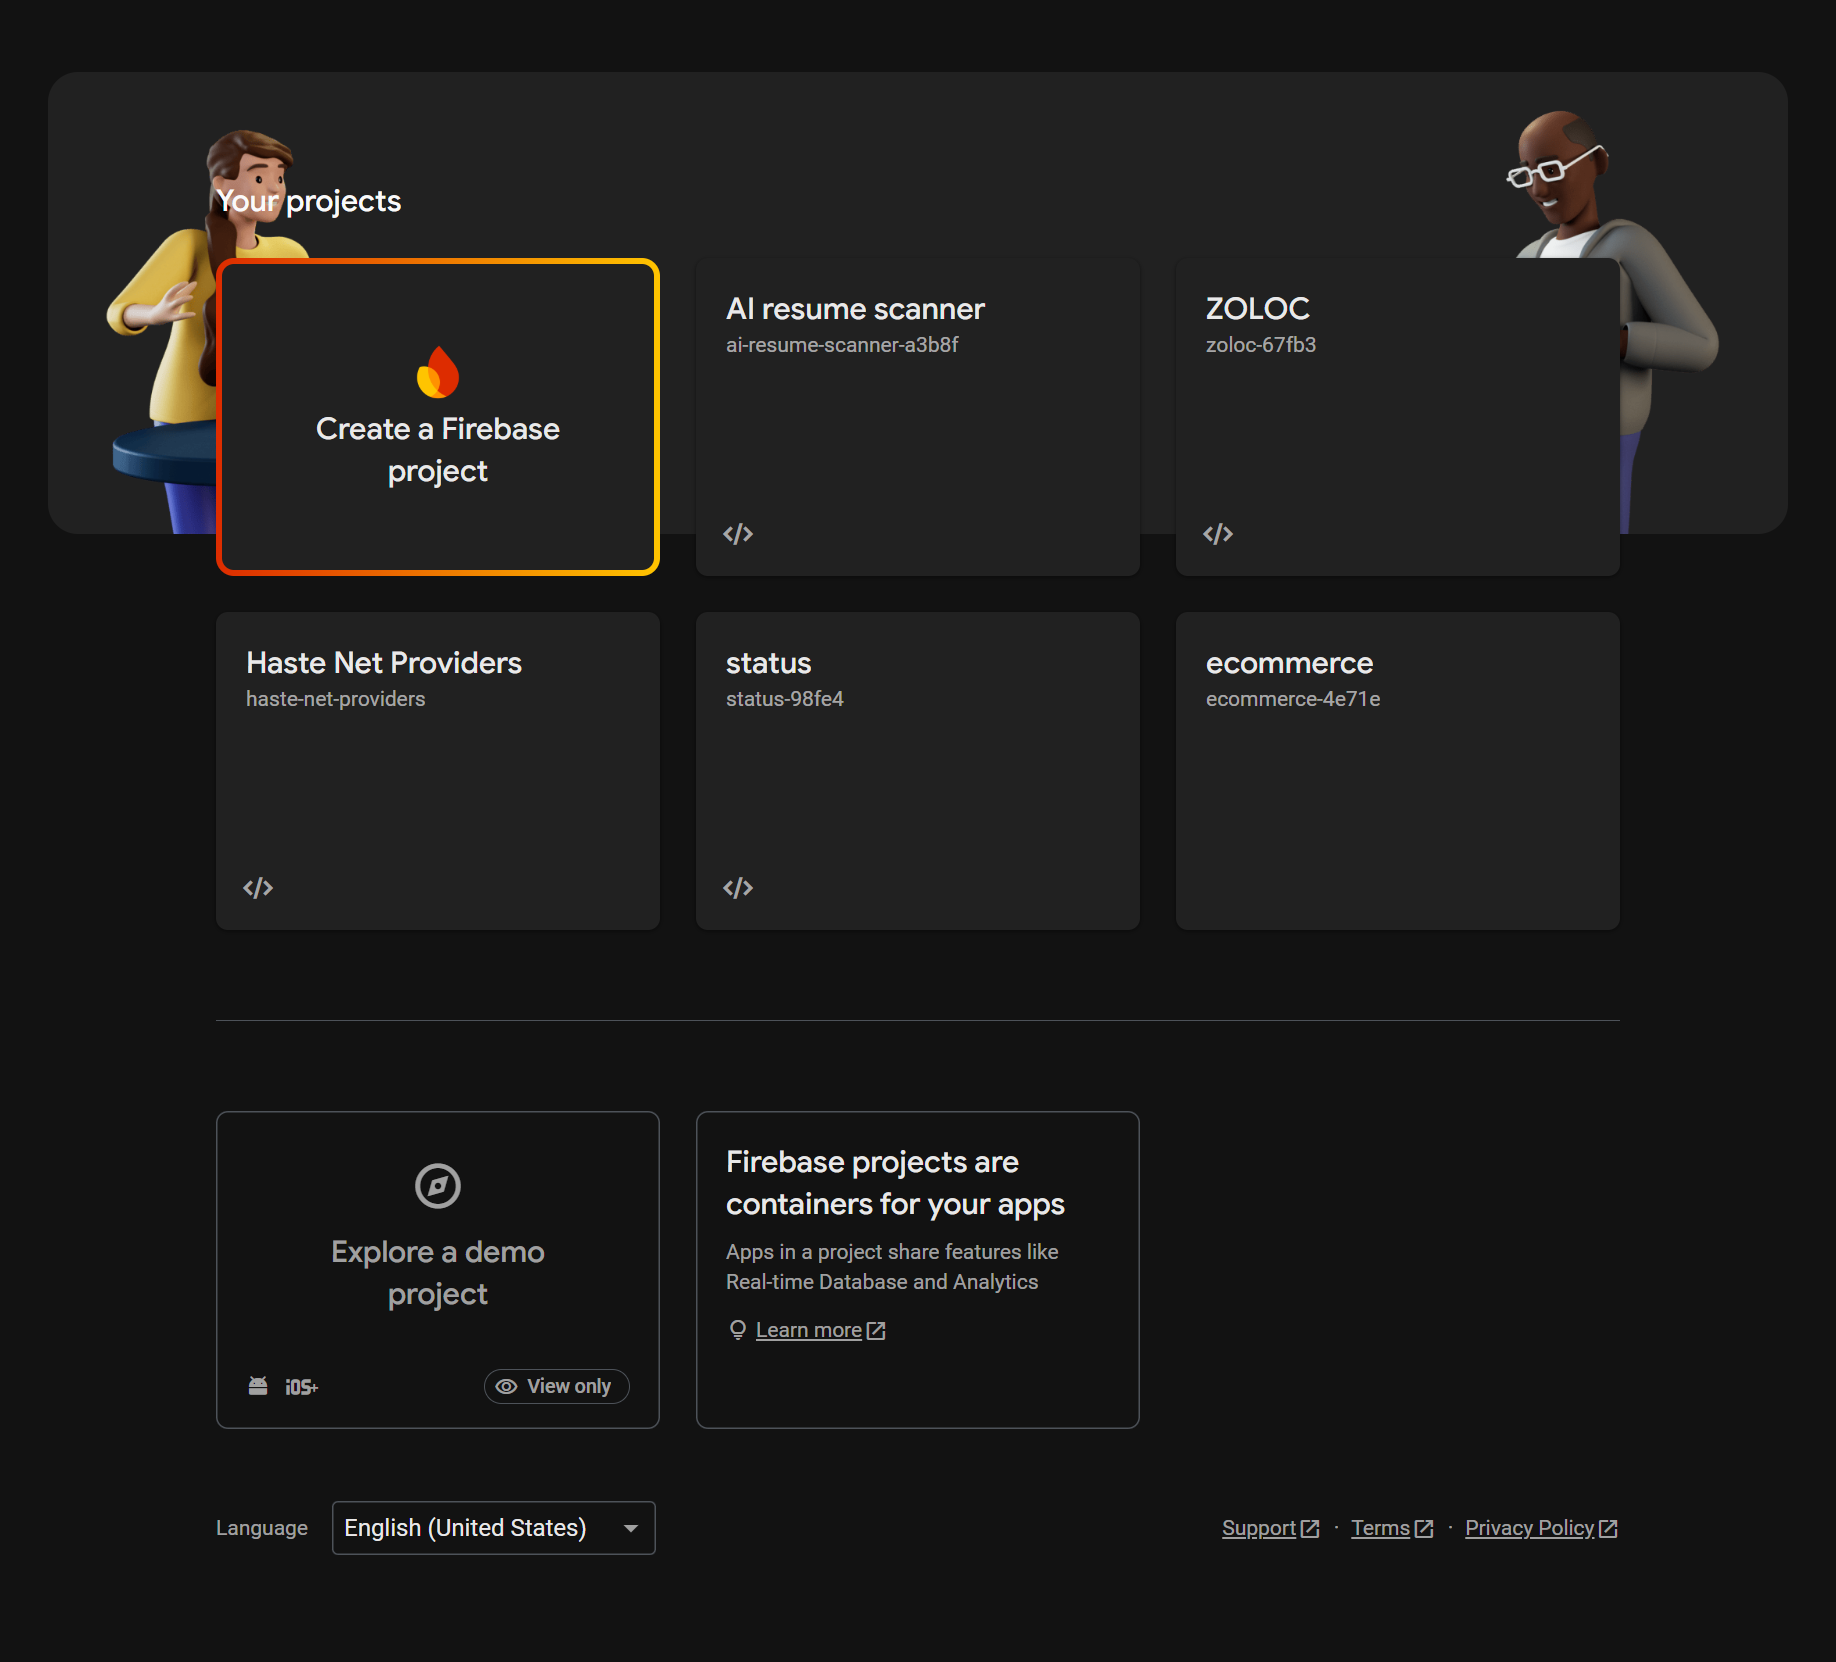 Your projects
Create a Firebase
project
AI resume scanner
ai-resume-scanner-a3b8f
</>
ZOLOC
zoloc-67fb3
</>
Haste Net Providers
haste-net-providers
</>
status
status-98fe4
</>
ecommerce
ecommerce-4e71e
Explore a demo
project
iOS+
View only
Firebase projects are
containers for your apps
Apps in a project share features like
Real-time Database and Analytics
Learn more
Language English (United States)
Support · Terms · Privacy Policy